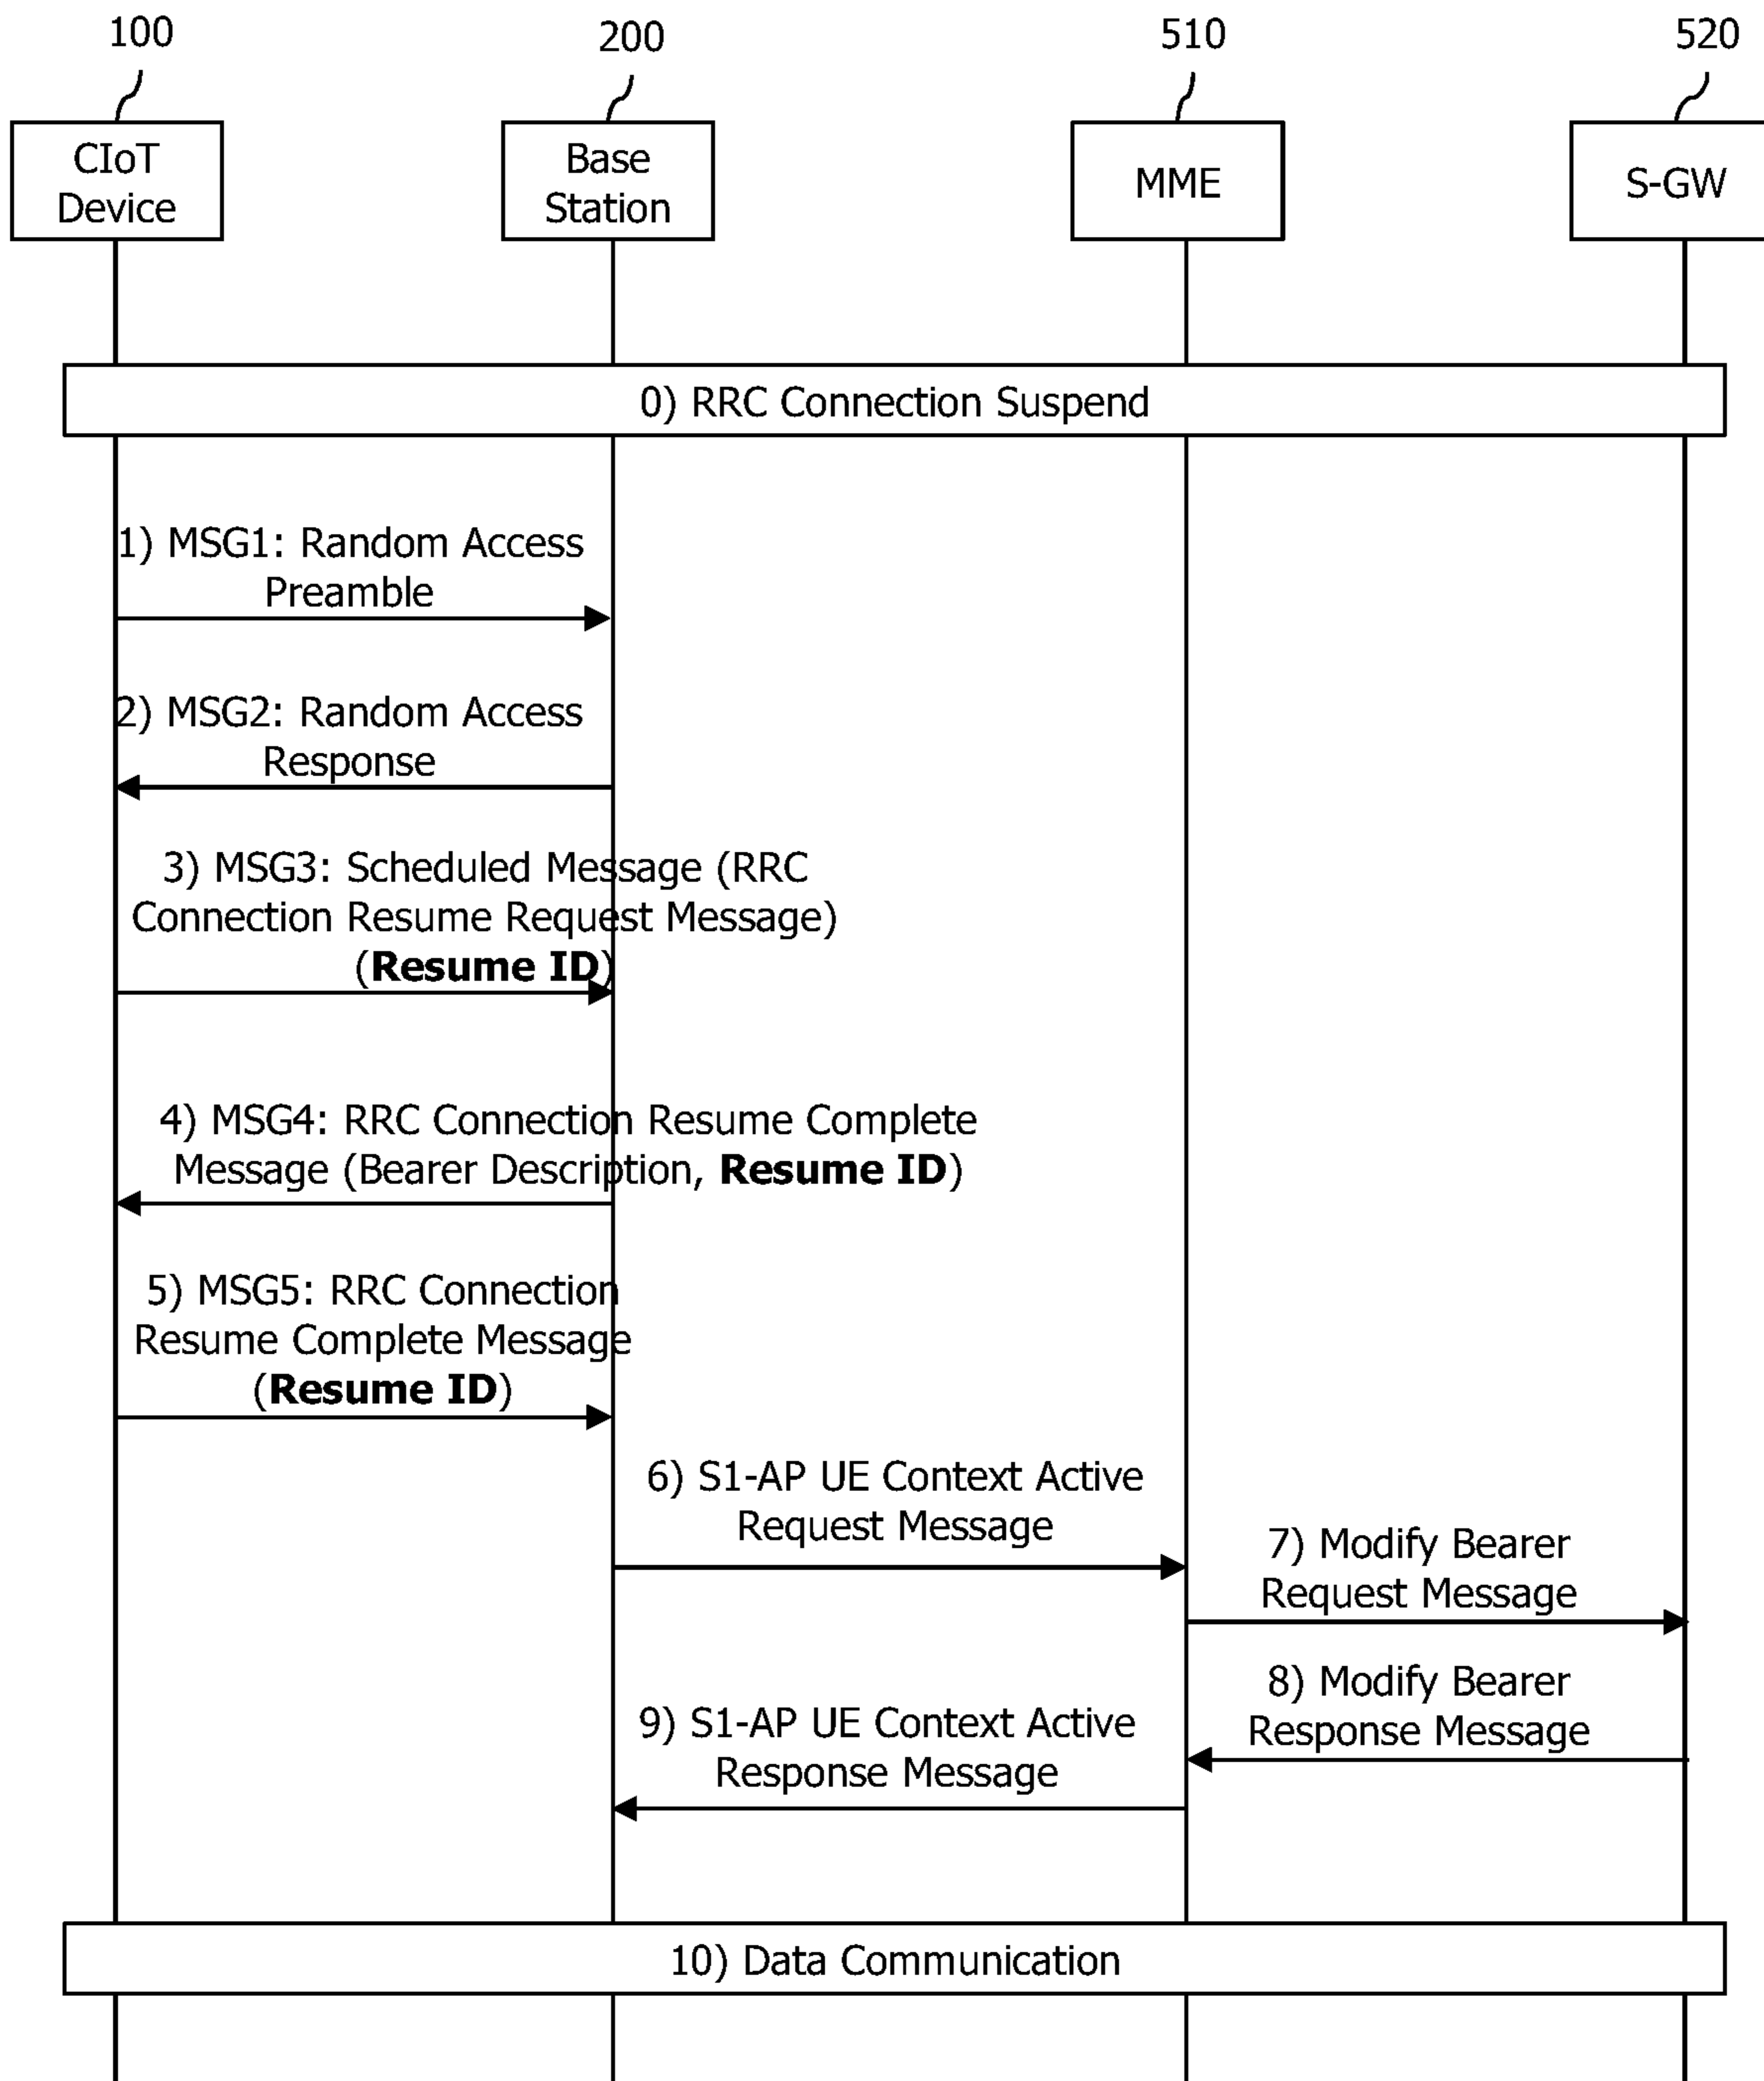 100
200
510
520
CIoT
Device
Base
Station
MME
S-GW
0) RRC Connection Suspend
1) MSG1: Random Access
Preamble
2) MSG2: Random Access
Response
3) MSG3: Scheduled Message (RRC
Connection Resume Request Message)
(Resume ID)
4) MSG4: RRC Connection Resume Complete
Message (Bearer Description, Resume ID)
5) MSG5: RRC Connection
Resume Complete Message
(Resume ID)
6) S1-AP UE Context Active
Request Message
7) Modify Bearer
Request Message
8) Modify Bearer
Response Message
9) S1-AP UE Context Active
Response Message
10) Data Communication